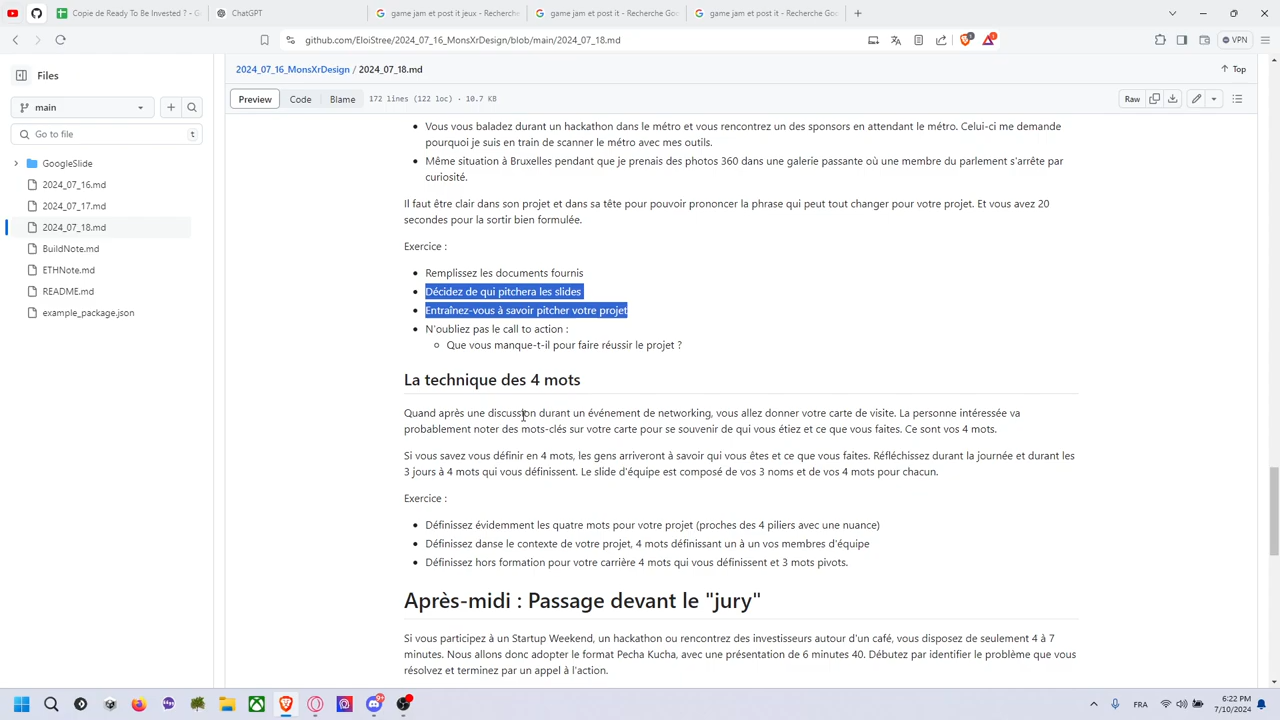 Copie de Ready To Be Invested ? - G
ChatGPT
game jam et post it jeux - Recherche
game jam et post it - Recherche Goo
game jam et post it - Recherche Goo
github.com/EloiStree/2024_07_16_MonsXrDesign/blob/main/2024_07_18.md
VPN
Files
2024_07_16_MonsXrDesign / 2024_07_18.md
Top
main
Preview Code Blame 172 lines (122 loc) · 10.7 KB
Raw
Go to file t
GoogleSlide
2024_07_16.md
2024_07_17.md
2024_07_18.md
BuildNote.md
ETHNote.md
README.md
example_package.json
• Vous vous baladez durant un hackathon dans le métro et vous rencontrez un des sponsors en attendant le métro. Celui-ci me demande
pourquoi je suis en train de scanner le métro avec mes outils.
• Même situation à Bruxelles pendant que je prenais des photos 360 dans une galerie passante où une membre du parlement s'arrête par
curiosité.
Il faut être clair dans son projet et dans sa tête pour pouvoir prononcer la phrase qui peut tout changer pour votre projet. Et vous avez 20
secondes pour la sortir bien formulée.
Exercice :
• Remplissez les documents fournis
• Décidez de qui pitchera les slides
• Entraînez-vous à savoir pitcher votre projet
• N'oubliez pas le call to action :
○ Que vous manque-t-il pour faire réussir le projet ?
La technique des 4 mots
Quand après une discussion durant un événement de networking, vous allez donner votre carte de visite. La personne intéressée va
probablement noter des mots-clés sur votre carte pour se souvenir de qui vous étiez et ce que vous faites. Ce sont vos 4 mots.
Si vous savez vous définir en 4 mots, les gens arriveront à savoir qui vous êtes et ce que vous faites. Réfléchissez durant la journée et durant les
3 jours à 4 mots qui vous définissent. Le slide d'équipe est composé de vos 3 noms et de vos 4 mots pour chacun.
Exercice :
• Définissez évidemment les quatre mots pour votre projet (proches des 4 piliers avec une nuance)
• Définissez danse le contexte de votre projet, 4 mots définissant un à un vos membres d'équipe
• Définissez hors formation pour votre carrière 4 mots qui vous définissent et 3 mots pivots.
Après-midi : Passage devant le "jury"
Si vous participez à un Startup Weekend, un hackathon ou rencontrez des investisseurs autour d'un café, vous disposez de seulement 4 à 7
minutes. Nous allons donc adopter le format Pecha Kucha, avec une présentation de 6 minutes 40. Débutez par identifier le problème que vous
résolvez et terminez par un appel à l'action.
FRA
6:22 PM
7/10/2024